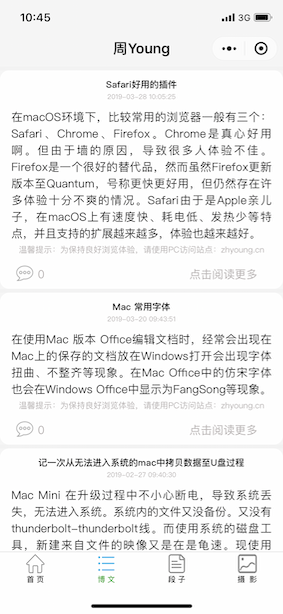 10:45
3G
周Young
Safari好用的插件
2019-03-28 10:05:25
在macOS环境下，比较常用的浏览器一般有三个：
Safari、Chrome、Firefox。Chrome是真心好用
啊。但由于墙的原因，导致很多人体验不佳。
Firefox是一个很好的替代品，然而虽然Firefox更新
版本至Quantum，号称更快更好用，但仍然存在许
多体验十分不爽的情况。Safari由于是Apple亲儿
子，在macOS上有速度快、耗电低、发热少等特
点，并且支持的扩展越来越多，体验也越来越好。
温馨提示：为保持良好浏览体验，请使用PC访问站点：zhyoung.cn
0
点击阅读更多
Mac 常用字体
2019-03-20 09:43:51
在使用Mac 版本 Office编辑文档时，经常会出现在
Mac上的保存的文档放在Windows打开会出现字体
扭曲、不整齐等现象。在Mac Office中的仿宋字体
也会在Windows Office中显示为FangSong等现象。
温馨提示：为保持良好浏览体验，请使用PC访问站点：zhyoung.cn
0
点击阅读更多
记一次从无法进入系统的mac中拷贝数据至U盘过程
2019-02-27 09:40:30
Mac Mini 在升级过程中不小心断电，导致系统丢
失，无法进入系统。系统内的文件又没备份。又没有
thunderbolt-thunderbolt线。而使用系统的磁盘工
具，新建来自文件的映像又是在是龟速。现使用
首页
博文
段子
摄影